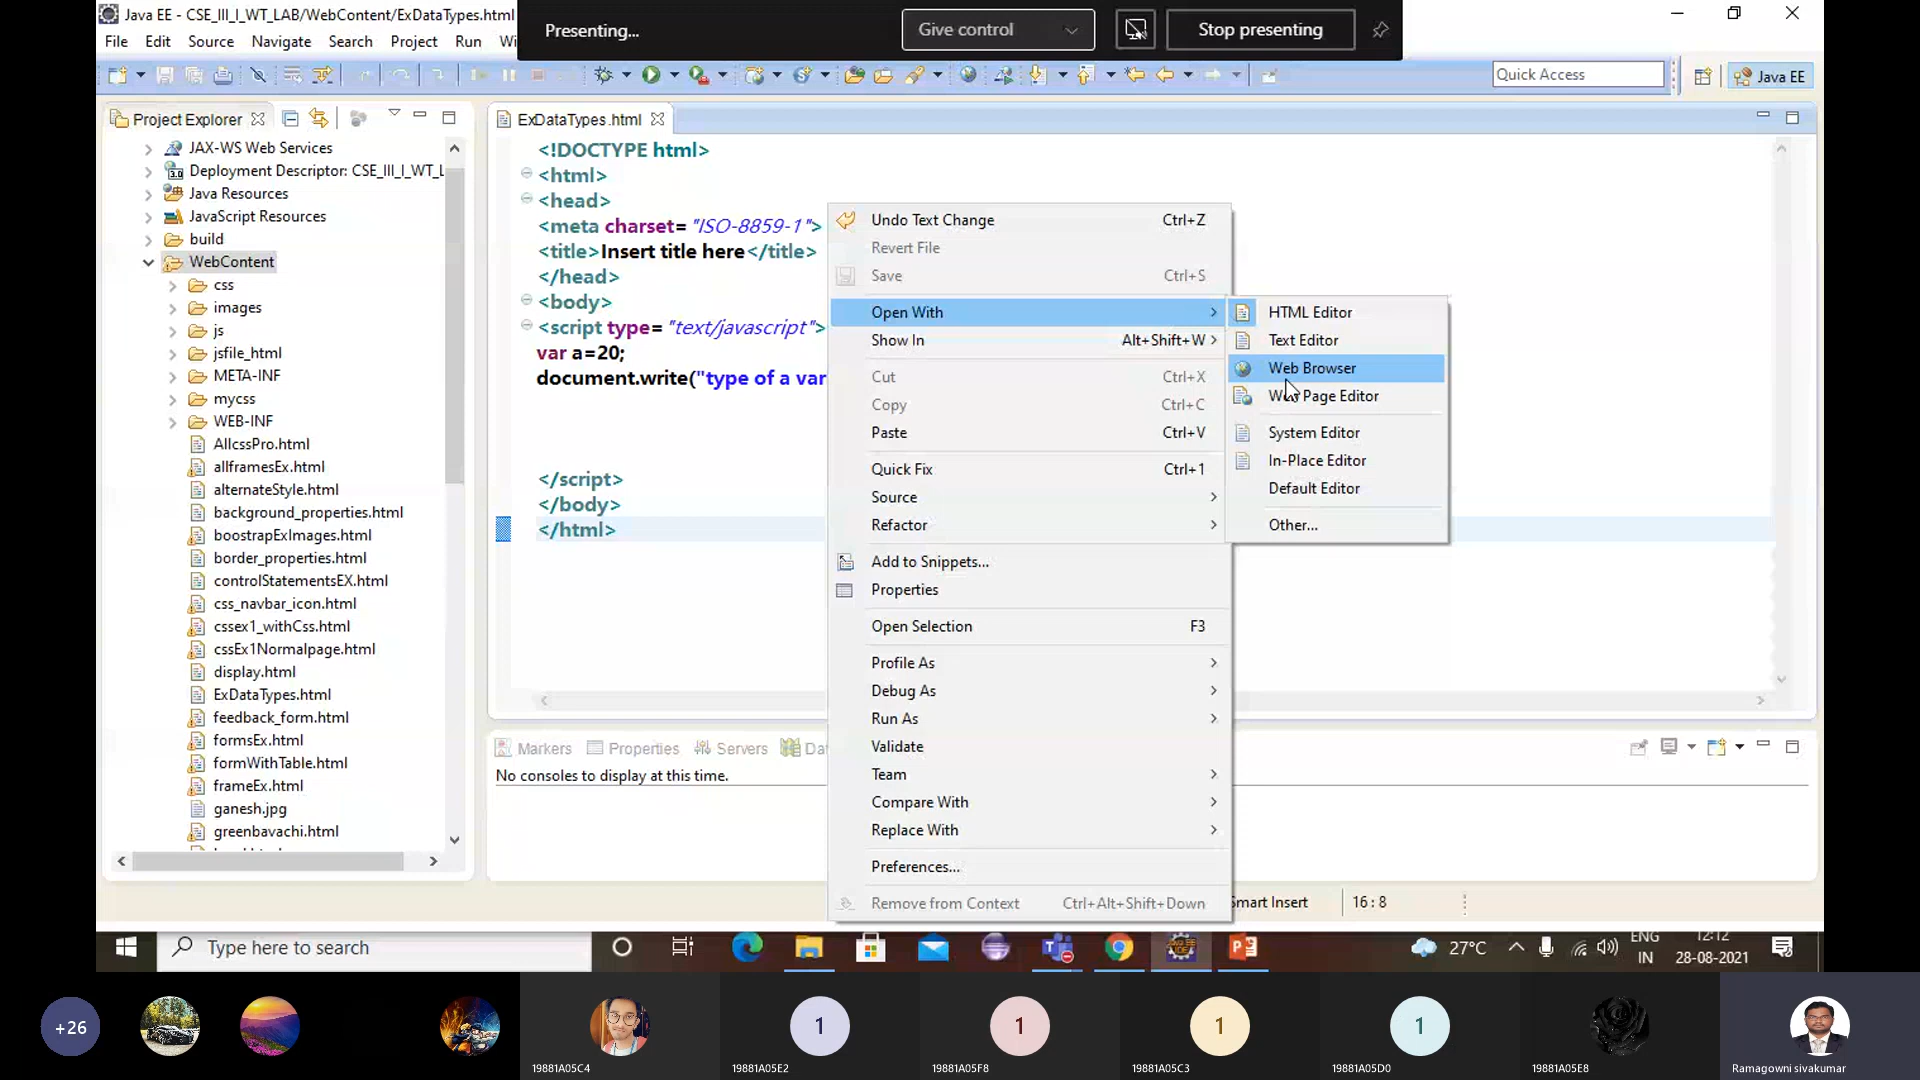 Java EE - CSE_III_I_WT_LAB/WebContent/ExDataTypes.html
Presenting...
Give control
Stop presenting
File Edit Source Navigate Search Project Run
Quick Access
Java EE
Project Explorer
ExDataTypes.html
JAX-WS Web Services
Deployment Descriptor: CSE_III_I_WT_L
Java Resources
JavaScript Resources
build
WebContent
css
images
js
jsfile_html
META-INF
mycss
WEB-INF
AllcssPro.html
allframesEx.html
alternateStyle.html
background_properties.html
boostrapExImages.html
border_properties.html
controlStatementsEX.html
css_navbar_icon.html
cssex1_withCss.html
cssEx1Normalpage.html
display.html
ExDataTypes.html
feedback_form.html
formsEx.html
formWithTable.html
frameEx.html
ganesh.jpg
greenbavachi.html
<!DOCTYPE html>
<html>
<head>
<meta charset="ISO-8859-1">
<title>Insert title here</title>
</head>
<body>
<script type="text/javascript">
var a=20;
document.write("type of a var
</script>
</body>
</html>
Undo Text Change Ctrl+Z
Revert File
Save Ctrl+S
Open With
Show In Alt+Shift+W
Cut Ctrl+X
Copy Ctrl+C
Paste Ctrl+V
Quick Fix Ctrl+1
Source
Refactor
Add to Snippets...
Properties
Open Selection F3
Profile As
Debug As
Run As
Validate
Team
Compare With
Replace With
Preferences...
Remove from Context Ctrl+Alt+Shift+Down
HTML Editor
Text Editor
Web Browser
Page Editor
System Editor
In-Place Editor
Default Editor
Other...
Markers Properties Servers
No consoles to display at this time.
Smart Insert 16 : 8
Type here to search
27°C
ENG
IN
12:12
28-08-2021
+26
1
1
1
1
19881A05C4
19881A05E2
19881A05F8
19881A05C3
19881A05D0
19881A05E8
Ramagowni sivakumar